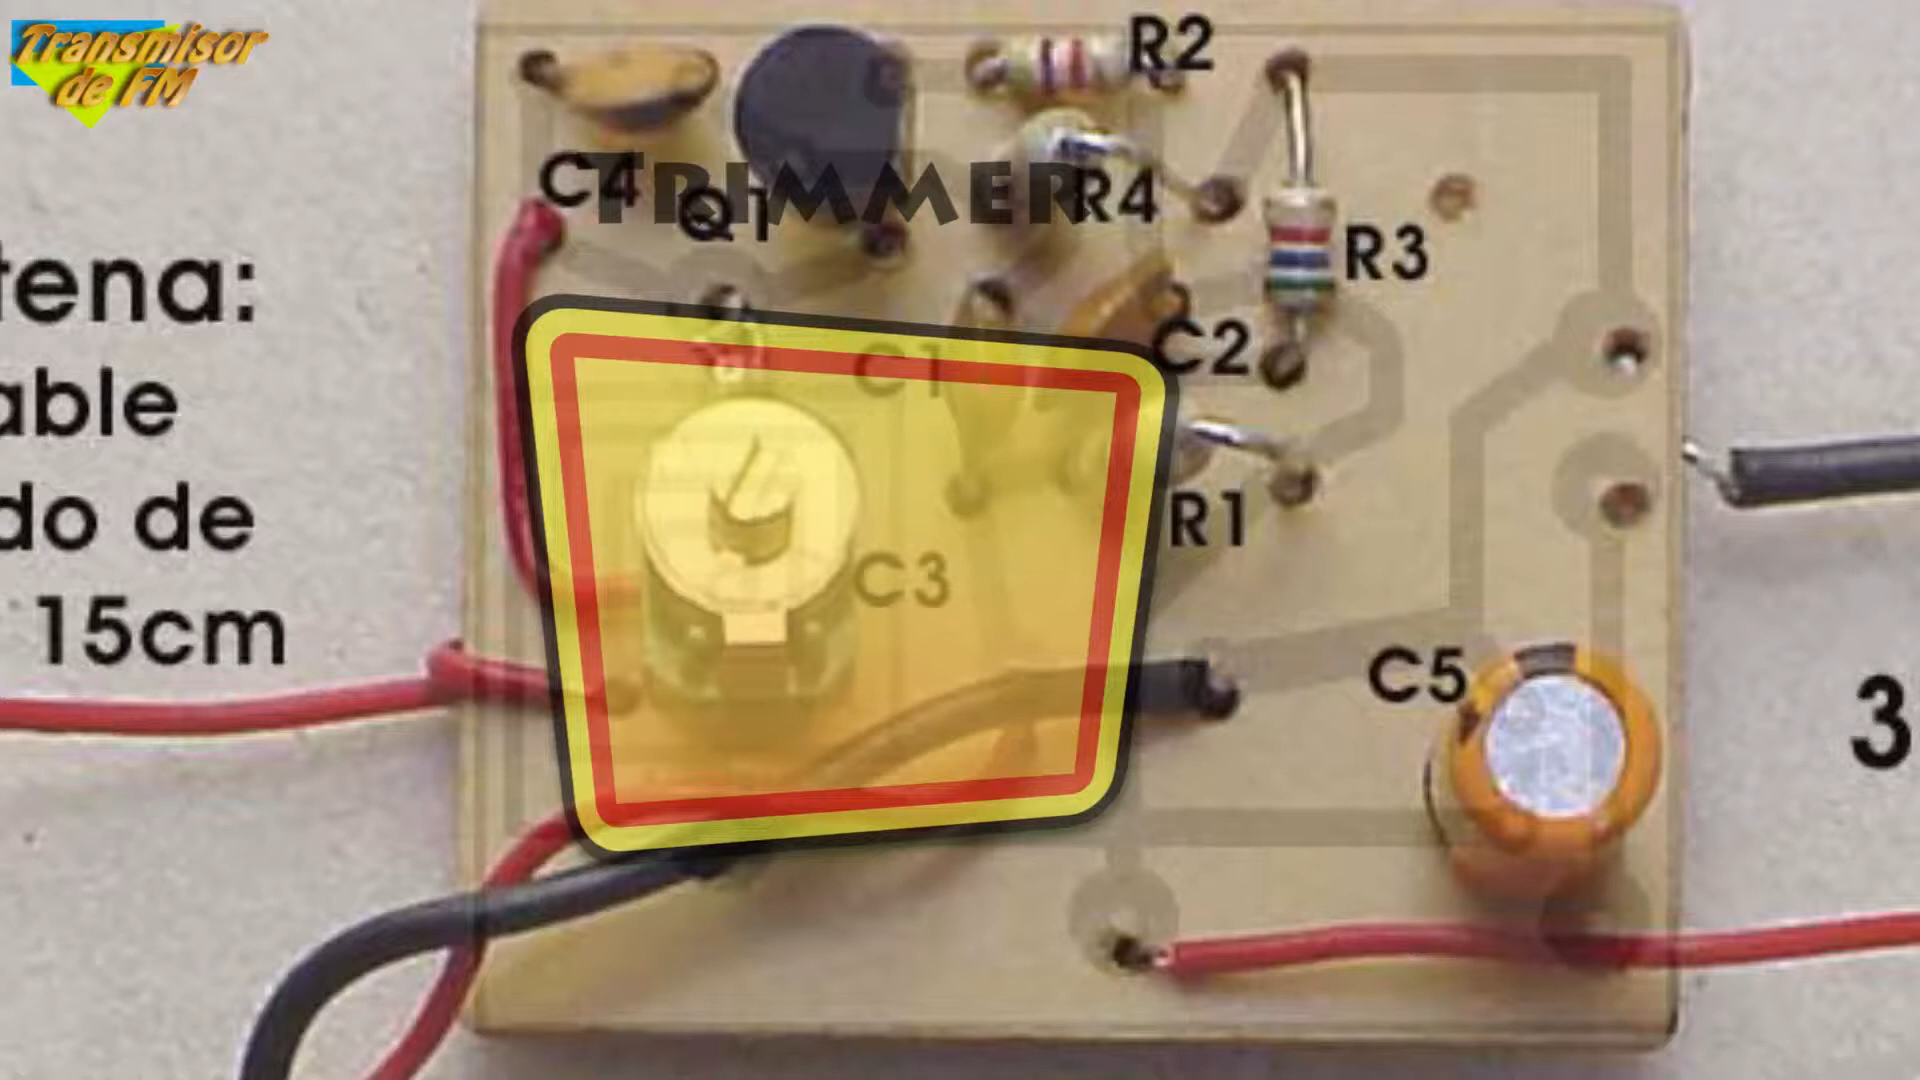 Transmisor
de FM
R2
C4
TRIMMER
Q1
R4
R3
tena:
C2
C1
able
do de
R1
C3
15cm
C5
3